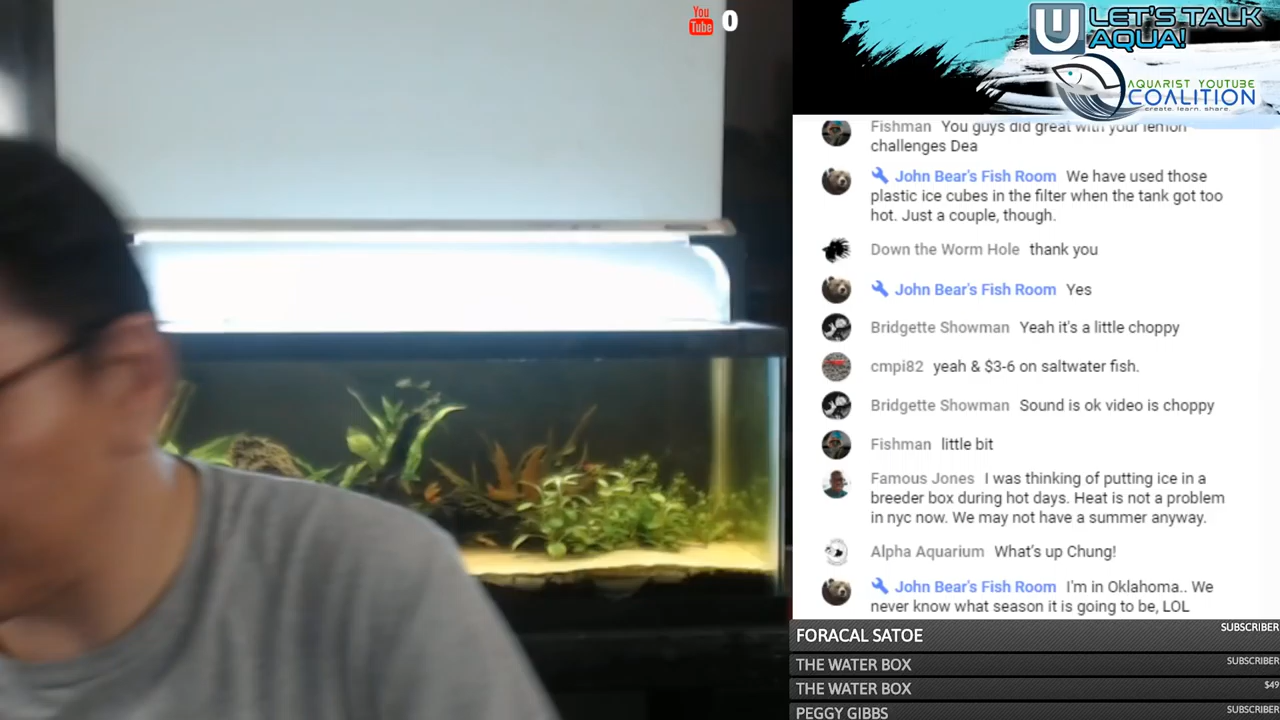 You
Tube
0
LET'S TALK
AQUA!
AQUARIST YOUTUBE
COALITION
create. learn. share.
Fishman You guys did great with your lemon
challenges Dea
John Bear's Fish Room We have used those
plastic ice cubes in the filter when the tank got too
hot. Just a couple, though.
Down the Worm Hole thank you
John Bear's Fish Room Yes
Bridgette Showman Yeah it's a little choppy
cmpi82 yeah & $3-6 on saltwater fish.
Bridgette Showman Sound is ok video is choppy
Fishman little bit
Famous Jones I was thinking of putting ice in a
breeder box during hot days. Heat is not a problem
in nyc now. We may not have a summer anyway.
Alpha Aquarium What's up Chung!
John Bear's Fish Room I'm in Oklahoma.. We
never know what season it is going to be, LOL
FORACAL SATOE SUBSCRIBER
THE WATER BOX SUBSCRIBER
THE WATER BOX $49
PEGGY GIBBS SUBSCRIBER